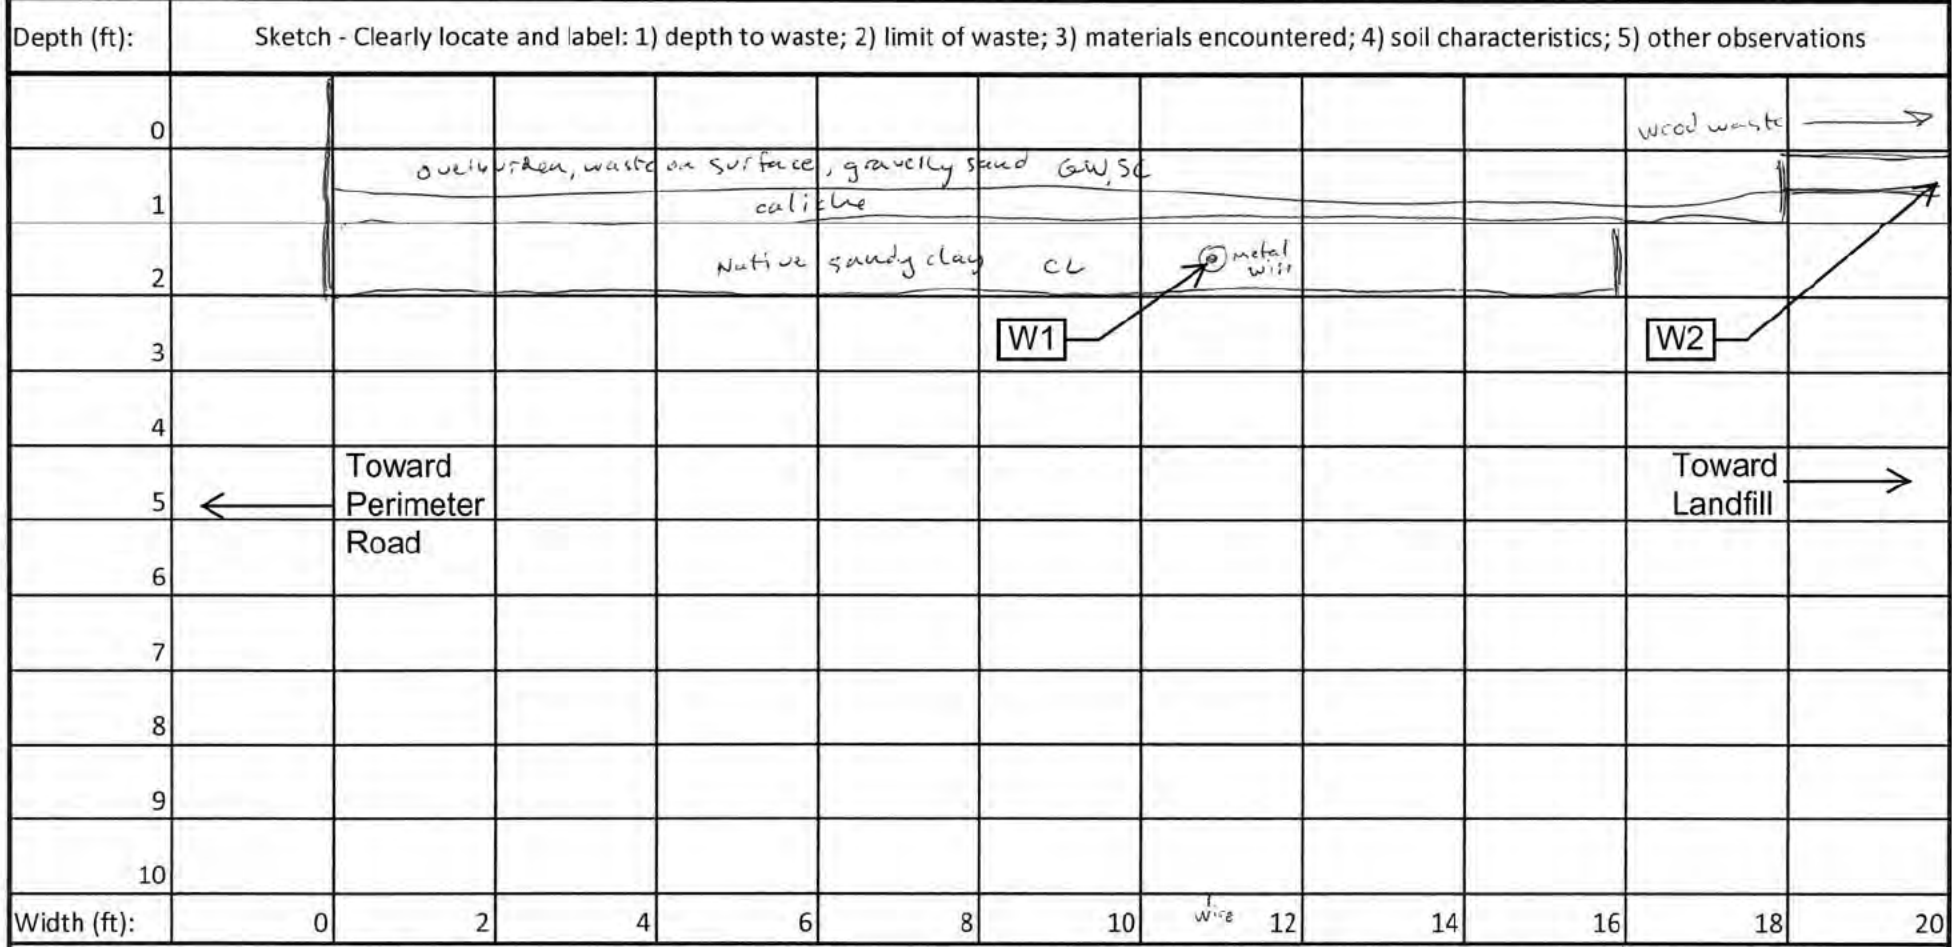 Depth (ft): Sketch - Clearly locate and label: 1) depth to waste; 2) limit of waste; 3) materials encountered; 4) soil characteristics; 5) other observations
wood waste
0
overburden, waste on surface, gravelly sand GW, SC
1
caliche
Native sandy clay CL
metal
wire
2
W1
W2
3
4
Toward
Perimeter
Road
Toward
Landfill
5
6
7
8
9
10
Width (ft): 0 2 4 6 8 10 wire 12 14 16 18 20